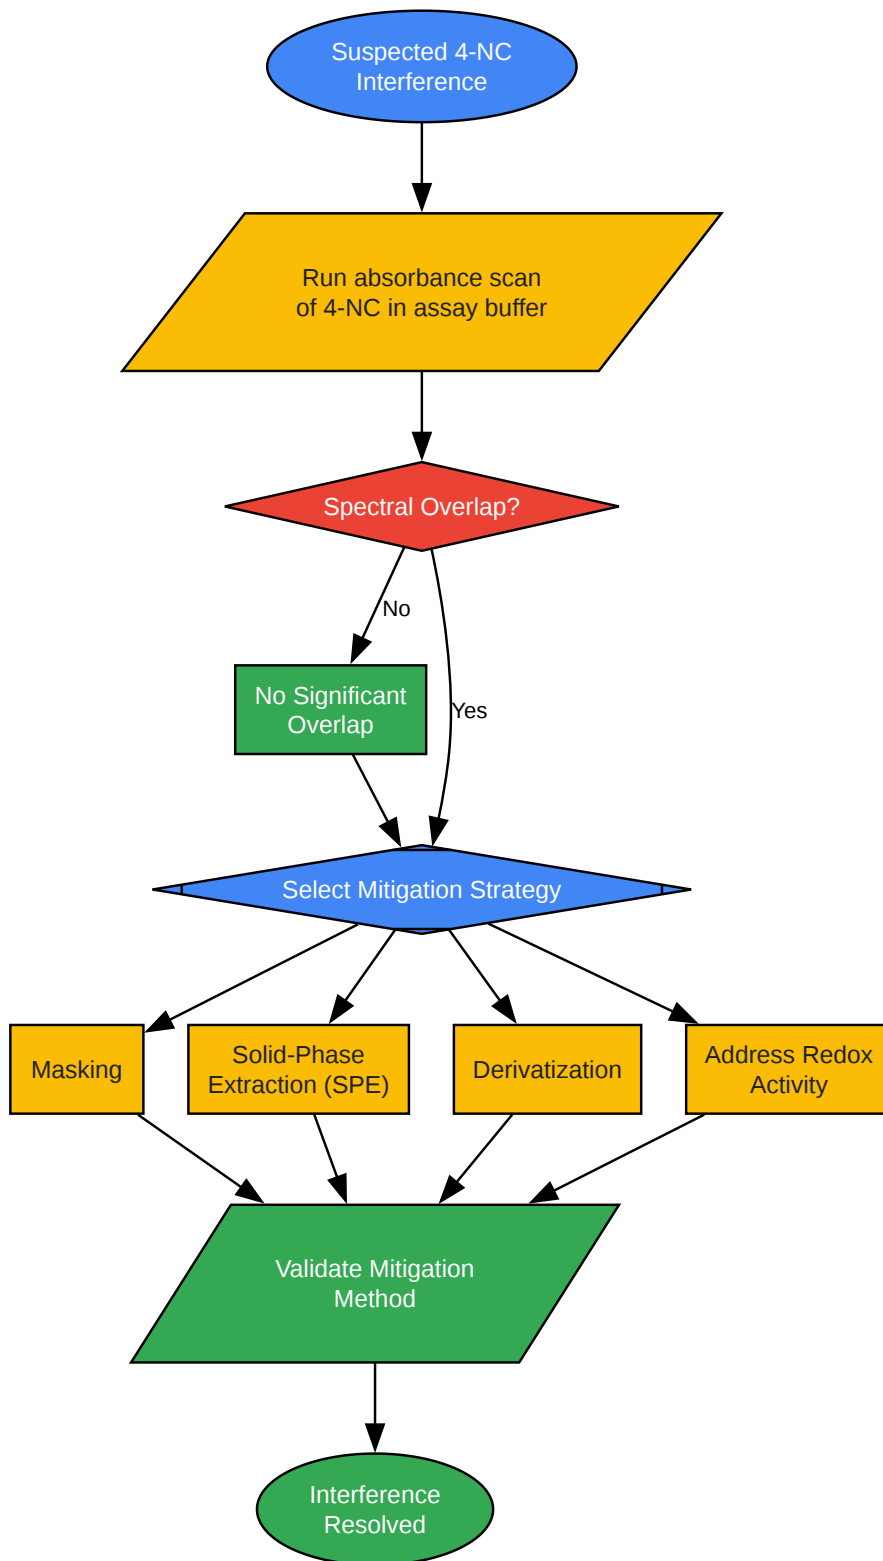 Suspected 4-NC
Interference
Run absorbance scan
of 4-NC in assay buffer
Spectral Overlap?
No
No Significant
Overlap
Yes
Select Mitigation Strategy
Masking
Solid-Phase
Extraction (SPE)
Derivatization
Address Redox
Activity
Validate Mitigation
Method
Interference
Resolved